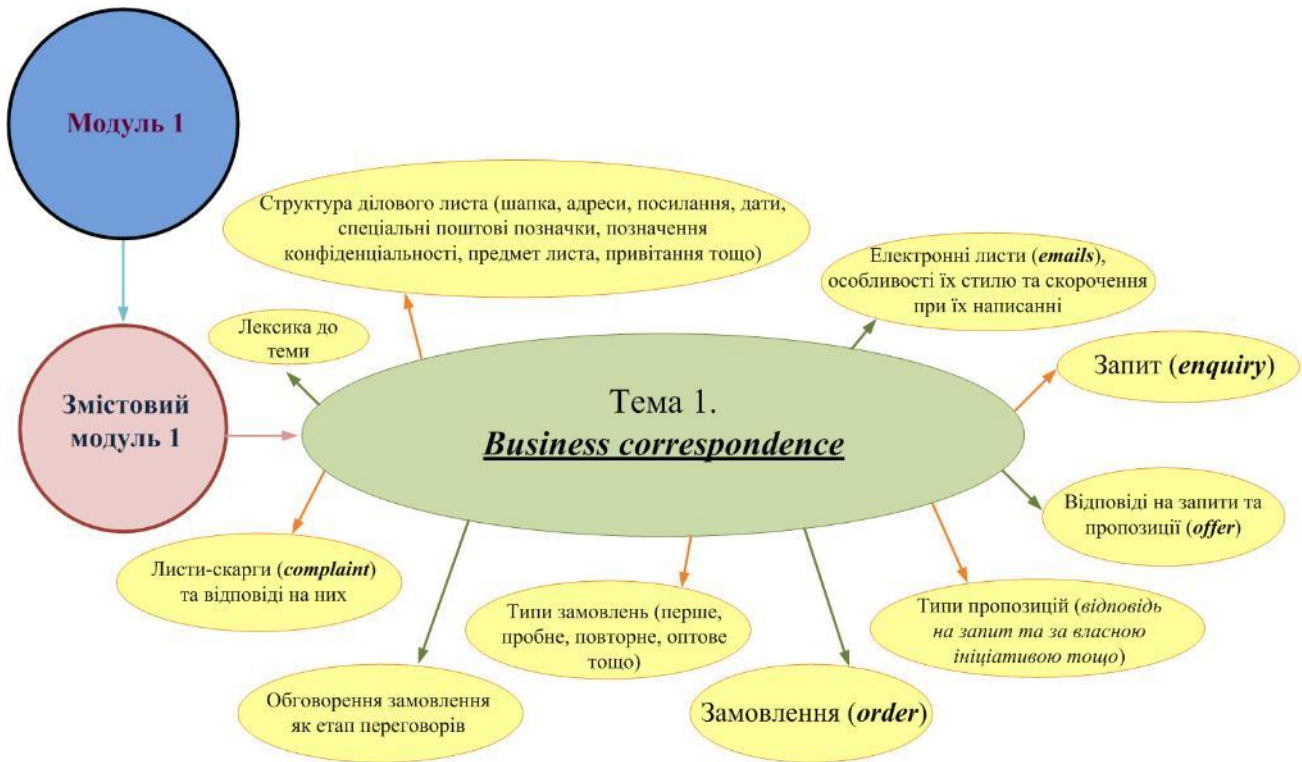 Модуль 1
Структура ділового листа (шапка, адреси, посилання, дати,
спеціальні поштові позначки, позначення
конфіденціальності, предмет листа, привітання тощо)
Електронні листи (emails),
особливості їх стилю та скорочення
при їх написанні
Лексика до
теми
Запит (enquiry)
Змістовий
модуль 1
Тема 1.
Business correspondence
Відповіді на запити та
пропозиції (offer)
Листи-скарги (complaint)
та відповіді на них
Типи замовлень (перше,
пробне, повторне, оптове
тощо)
Типи пропозицій (відповідь
на запит та за власною
ініціативою тощо)
Обговорення замовлення
як етап переговорів
Замовлення (order)